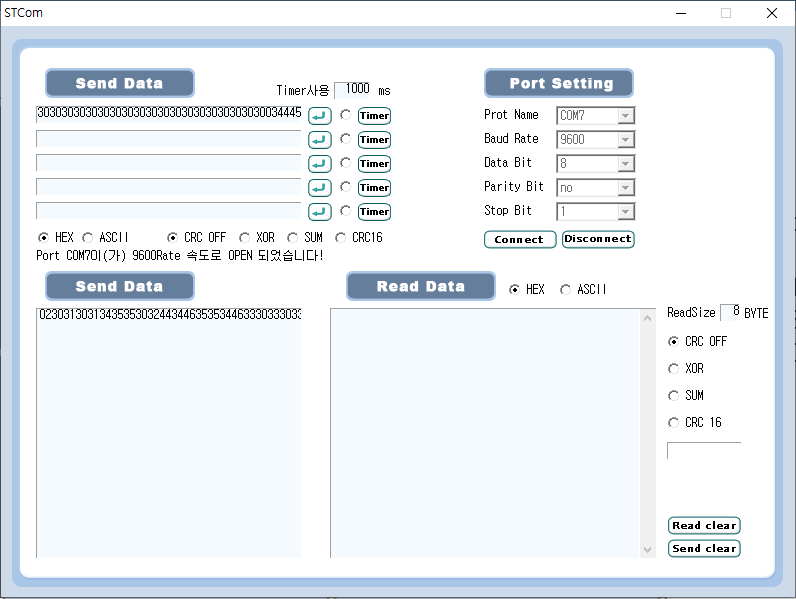 STCom
Send Data
Timer사용 1000 ms
30303030303030303030303030303030303030303030034445
Timer
Timer
Timer
Timer
Timer
HEX ASCII CRC OFF XOR SUM CRC16
Port COM7이(가) 9600Rate 속도로 OPEN 되었습니다!
Port Setting
Prot Name COM7
Baud Rate 9600
Data Bit 8
Parity Bit no
Stop Bit 1
Connect Disconnect
Send Data
Read Data HEX ASCII
ReadSize 8 BYTE
CRC OFF
XOR
SUM
CRC 16
Read clear
Send clear